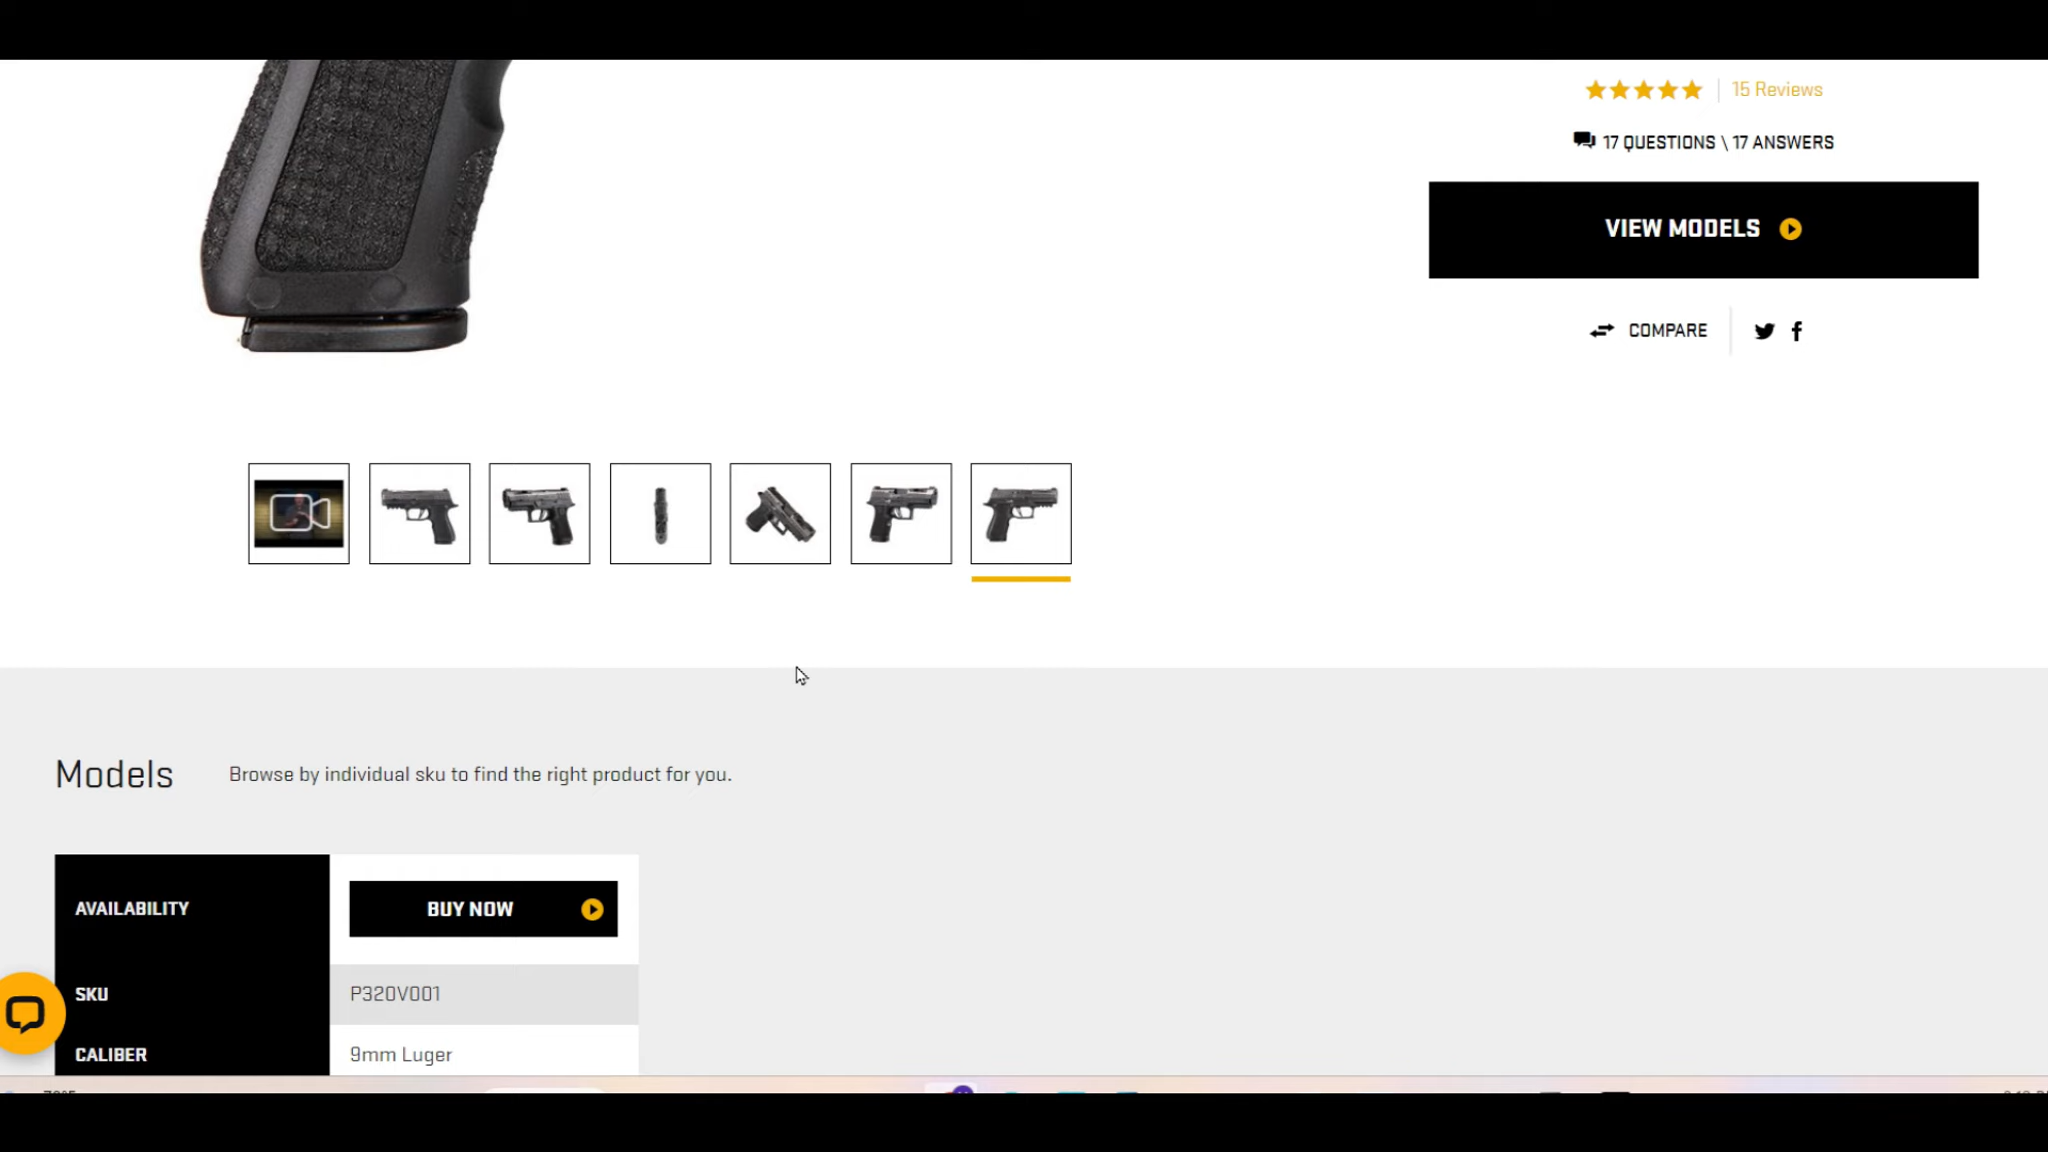 15 Reviews
17 QUESTIONS \ 17 ANSWERS
VIEW MODELS
COMPARE
Models
Browse by individual sku to find the right product for you.
AVAILABILITY
BUY NOW
SKU
P320V001
CALIBER
9mm Luger